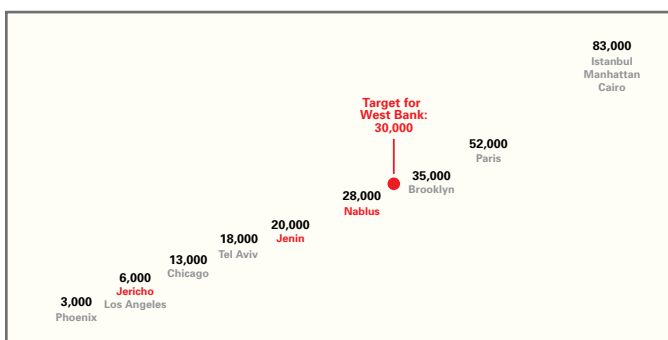 83,000
Istanbul
Manhattan
Cairo
Target for
West Bank:
30,000
52,000
Paris
35,000
Brooklyn
28,000
Nablus
20,000
Jenin
18,000
Tel Aviv
13,000
Chicago
6,000
Jericho
Los Angeles
3,000
Phoenix